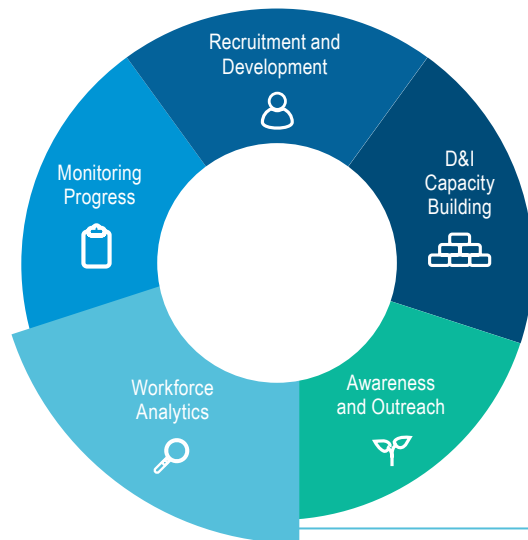 Recruitment and
Development
D&I
Capacity
Building
Monitoring
Progress
Workforce
Analytics
Awareness
and Outreach